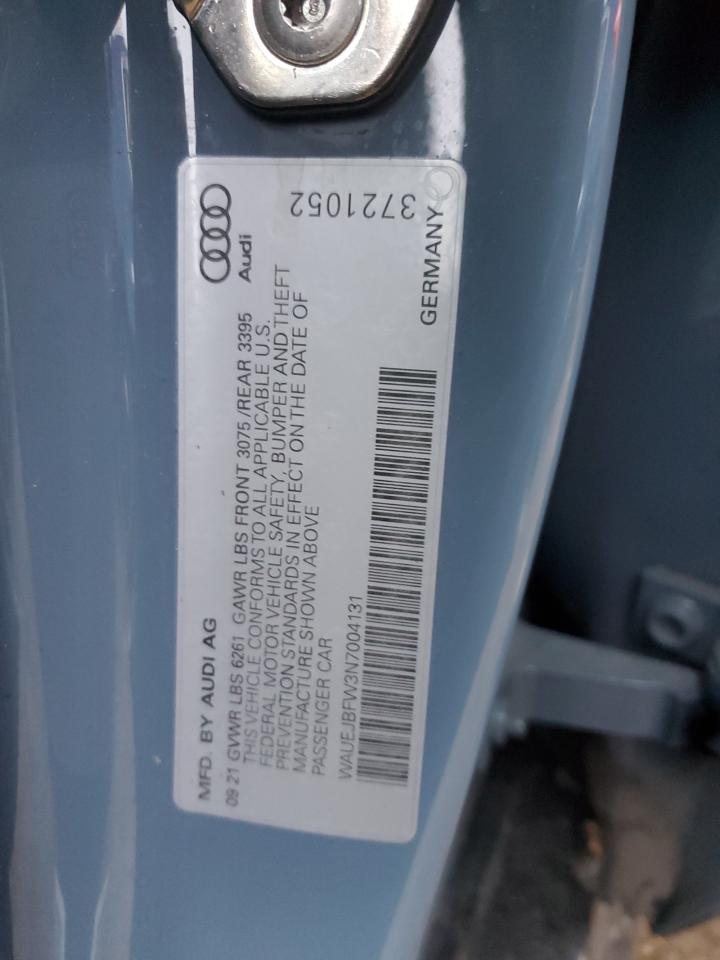 MFD. BY AUDI AG
Audi
09 21 GVWR LBS 6261 GAWR LBS FRONT 3075 /REAR 3395
THIS VEHICLE CONFORMS TO ALL APPLICABLE U.S.
FEDERAL MOTOR VEHICLE SAFETY, BUMPER AND THEFT
PREVENTION STANDARDS IN EFFECT ON THE DATE OF
MANUFACTURE SHOWN ABOVE
PASSENGER CAR
WAUEJBFW3N7004131
GERMANY
3721052